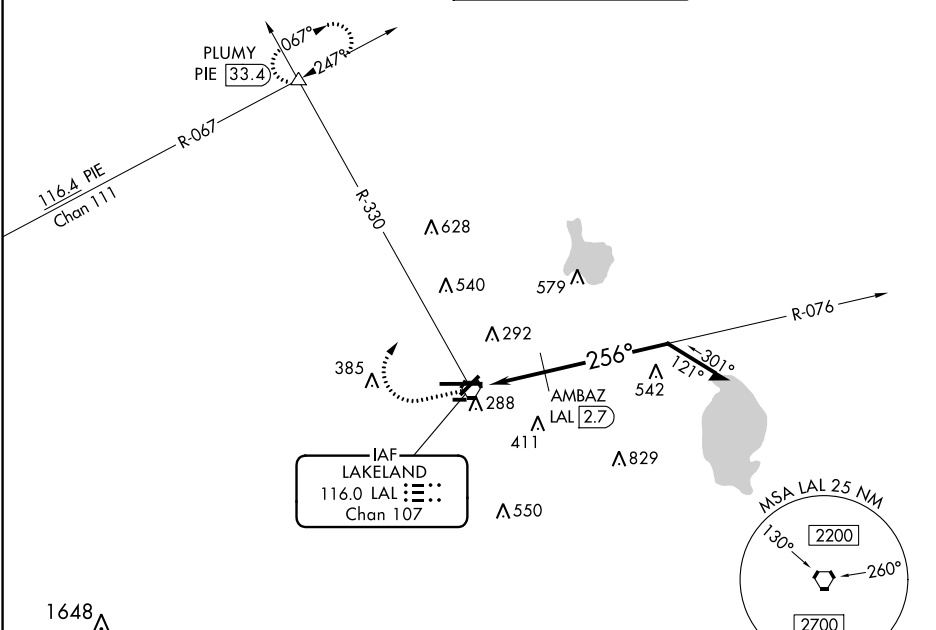 067°
247°
PLUMY
PIE 33.4
R-067
116.4 PIE
Chan 111
R-330
628
540
579
292
R-076
385
256°
301°
121°
542
288
AMBAZ
LAL 2.7
411
829
IAF
LAKELAND
116.0 LAL
Chan 107
550
MSA LAL 25 NM
2200
130°
260°
2700
1648